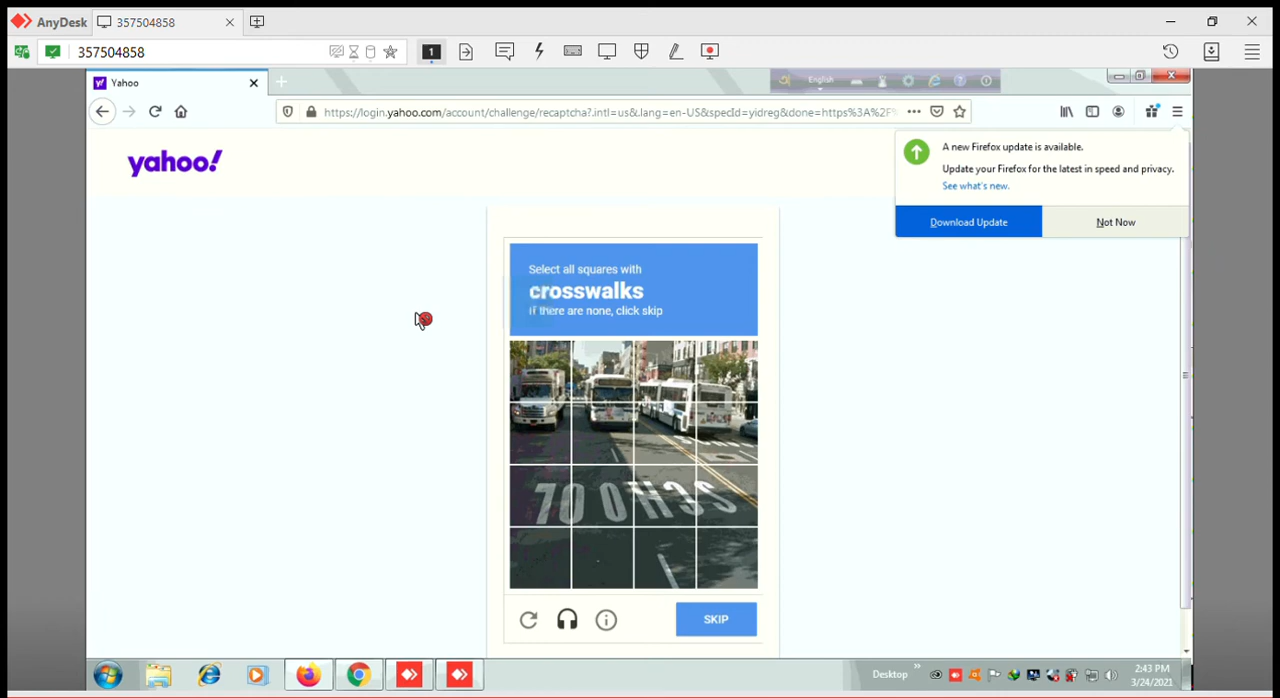 AnyDesk
357504858
357504858
1
Yahoo
English
https://login.yahoo.com/account/challenge/recaptcha?.intl=us&.lang=en-US&specId=yidreg&done=https%3A%2F%
yahoo!
A new Firefox update is available.
Update your Firefox for the latest in speed and privacy.
See what's new.
Download Update
Not Now
Select all squares with
crosswalks
If there are none, click skip
SKIP
Desktop
2:43 PM
3/24/2021